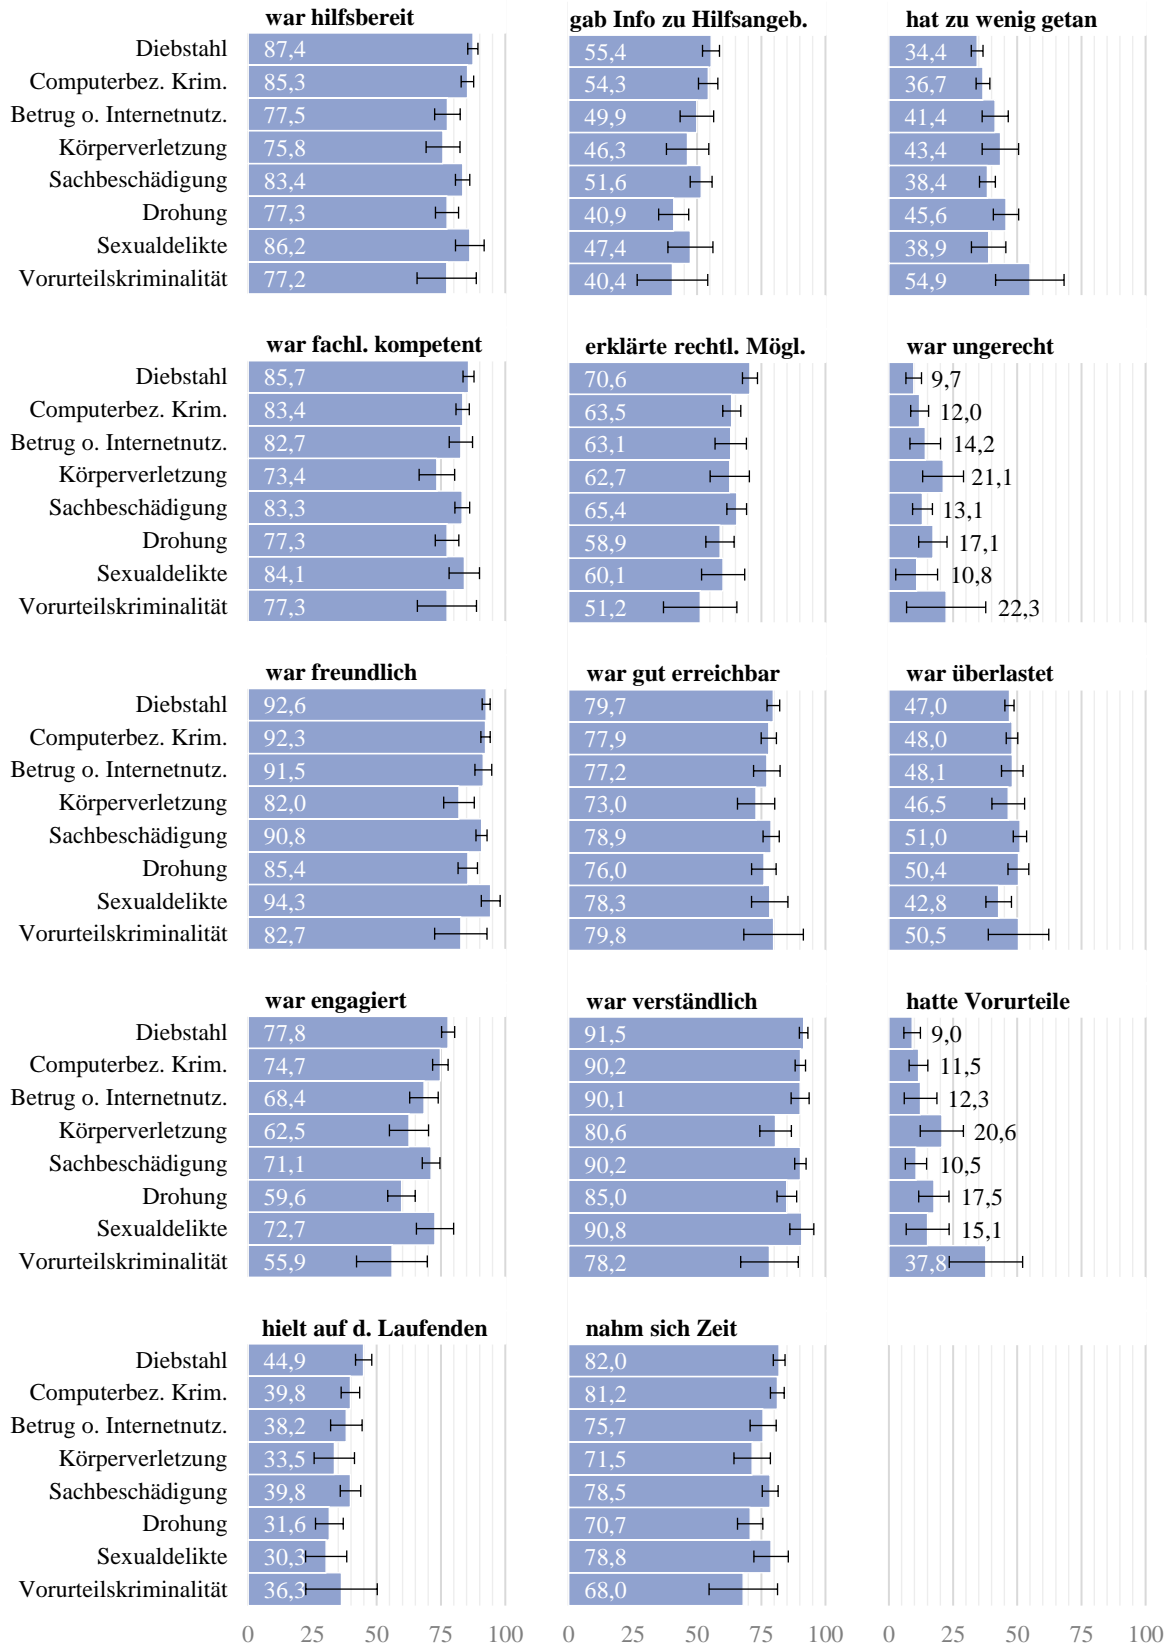 war hilfsbereit gab Info zu Hilfsangeb. hat zu wenig getan
Diebstahl 87,4 55,4 34,4
Computerbez. Krim. 85,3 54,3 36,7
Betrug o. Internetnutz. 77,5 49,9 41,4
Körperverletzung 75,8 46,3 43,4
Sachbeschädigung 83,4 51,6 38,4
Drohung 77,3 40,9 45,6
Sexualdelikte 86,2 47,4 38,9
Vorurteilskriminalität 77,2 40,4 54,9
war fachl. kompetent erklärte rechtl. Mögl. war ungerecht
Diebstahl 85,7 70,6 9,7
Computerbez. Krim. 83,4 63,5 12,0
Betrug o. Internetnutz. 82,7 63,1 14,2
Körperverletzung 73,4 62,7 21,1
Sachbeschädigung 83,3 65,4 13,1
Drohung 77,3 58,9 17,1
Sexualdelikte 84,1 60,1 10,8
Vorurteilskriminalität 77,3 51,2 22,3
war freundlich war gut erreichbar war überlastet
Diebstahl 92,6 79,7 47,0
Computerbez. Krim. 92,3 77,9 48,0
Betrug o. Internetnutz. 91,5 77,2 48,1
Körperverletzung 82,0 73,0 46,5
Sachbeschädigung 90,8 78,9 51,0
Drohung 85,4 76,0 50,4
Sexualdelikte 94,3 78,3 42,8
Vorurteilskriminalität 82,7 79,8 50,5
war engagiert war verständlich hatte Vorurteile
Diebstahl 77,8 91,5 9,0
Computerbez. Krim. 74,7 90,2 11,5
Betrug o. Internetnutz. 68,4 90,1 12,3
Körperverletzung 62,5 80,6 20,6
Sachbeschädigung 71,1 90,2 10,5
Drohung 59,6 85,0 17,5
Sexualdelikte 72,7 90,8 15,1
Vorurteilskriminalität 55,9 78,2 37,8
hielt auf d. Laufenden nahm sich Zeit
Diebstahl 44,9 82,0
Computerbez. Krim. 39,8 81,2
Betrug o. Internetnutz. 38,2 75,7
Körperverletzung 33,5 71,5
Sachbeschädigung 39,8 78,5
Drohung 31,6 70,7
Sexualdelikte 30,3 78,8
Vorurteilskriminalität 36,3 68,0
0 25 50 75 100 0 25 50 75 100 0 25 50 75 100